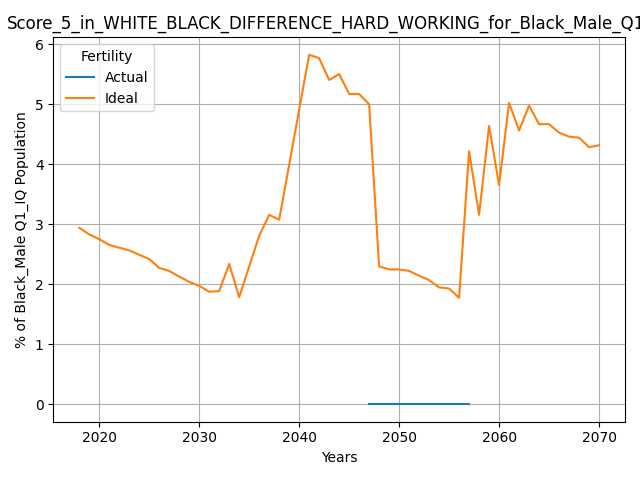 Score_5_in_WHITE_BLACK_DIFFERENCE_HARD_WORKING_for_Black_Male_Q1
Fertility
Actual
Ideal
% of Black_Male Q1_IQ Population
6
5
4
3
2
1
0
2020 2030 2040 2050 2060 2070
Years